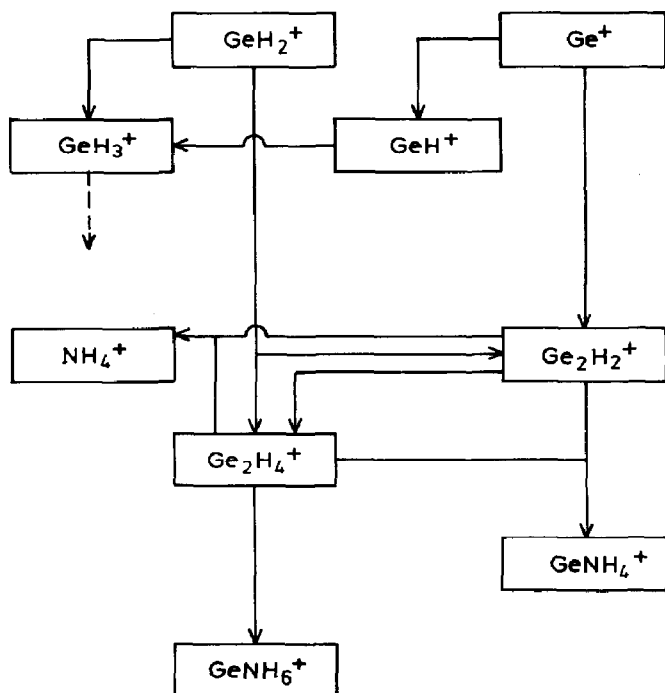 GeH₂⁺
Ge⁺
GeH₃⁺
GeH⁺
NH₄⁺
Ge₂H₂⁺
Ge₂H₄⁺
GeNH₄⁺
GeNH₆⁺